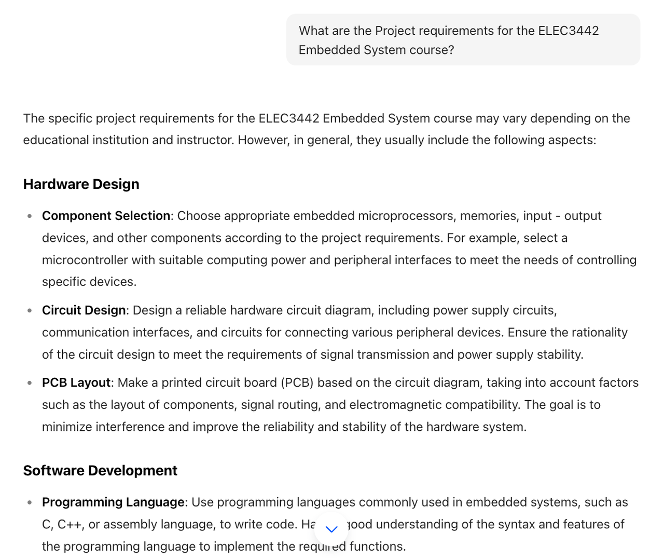 What are the Project requirements for the ELEC3442
Embedded System course?
The specific project requirements for the ELEC3442 Embedded System course may vary depending on the
educational institution and instructor. However, in general, they usually include the following aspects:
Hardware Design
• Component Selection: Choose appropriate embedded microprocessors, memories, input - output
devices, and other components according to the project requirements. For example, select a
microcontroller with suitable computing power and peripheral interfaces to meet the needs of controlling
specific devices.
• Circuit Design: Design a reliable hardware circuit diagram, including power supply circuits,
communication interfaces, and circuits for connecting various peripheral devices. Ensure the rationality
of the circuit design to meet the requirements of signal transmission and power supply stability.
• PCB Layout: Make a printed circuit board (PCB) based on the circuit diagram, taking into account factors
such as the layout of components, signal routing, and electromagnetic compatibility. The goal is to
minimize interference and improve the reliability and stability of the hardware system.
Software Development
• Programming Language: Use programming languages commonly used in embedded systems, such as
C, C++, or assembly language, to write code. good understanding of the syntax and features of
the programming language to implement the required functions.